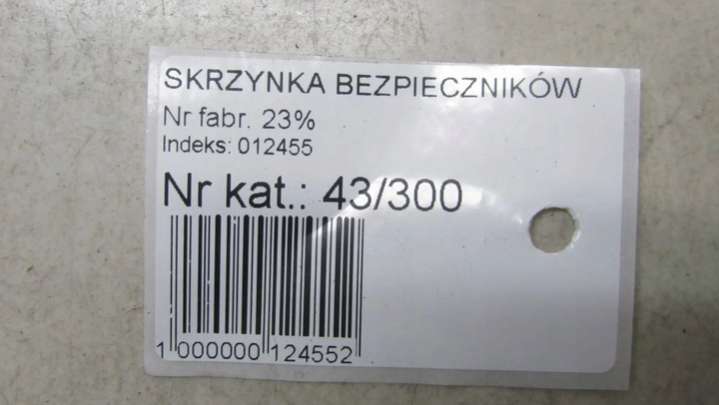 SKRZYNKA BEZPIECZNIKÓW
Nr fabr. 23%
Indeks: 012455
Nr kat.: 43/300
1 000000 124552